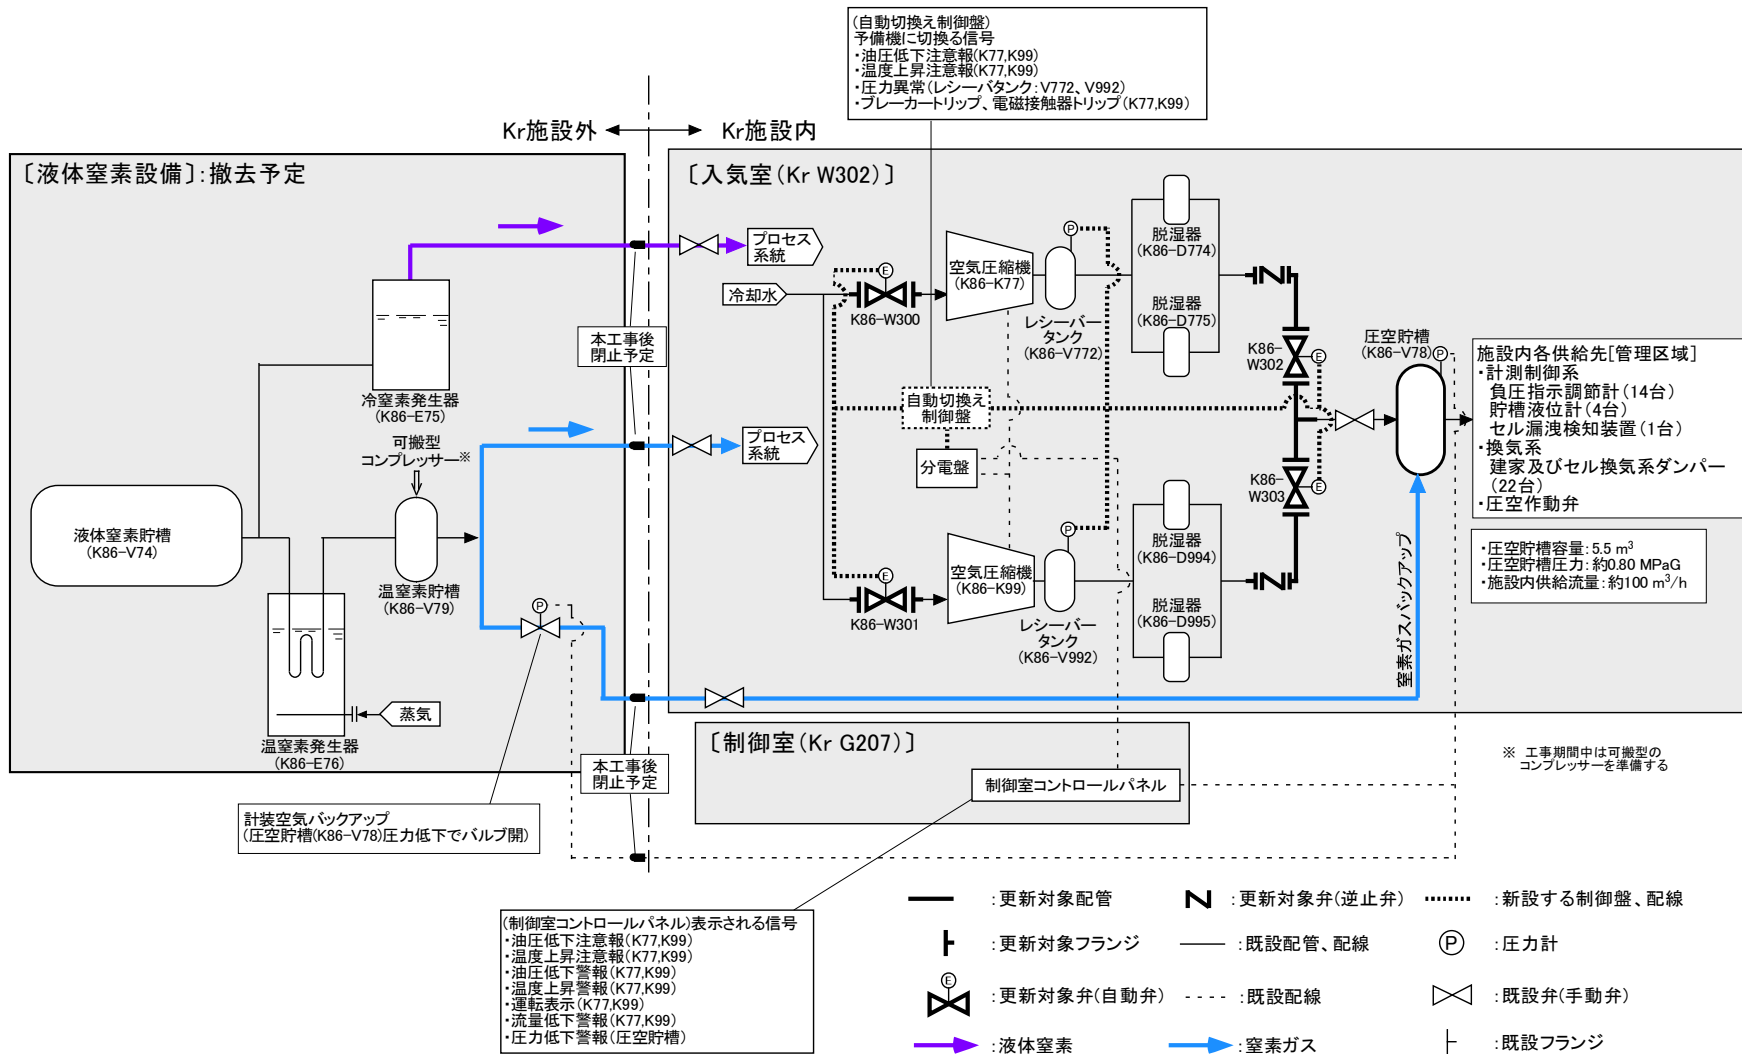 (自動切換え制御盤)
予備機に切換る信号
・油圧低下注意報(K77,K99)
・温度上昇注意報(K77,K99)
・圧力異常(レシーバタンク:V772、V992)
・ブレーカートリップ、電磁接触器トリップ(K77,K99)
Kr施設外
Kr施設内
〔液体窒素設備〕:撤去予定
〔入気室(Kr W302)〕
プロセス
系統
冷却水
K86-W300
空気圧縮機
(K86-K77)
レシーバー
タンク
(K86-V772)
脱湿器
(K86-D774)
脱湿器
(K86-D775)
K86-
W302
圧空貯槽
(K86-V78)
本工事後
閉止予定
冷窒素発生器
(K86-E75)
可搬型
コンプレッサー※
液体窒素貯槽
(K86-V74)
温窒素貯槽
(K86-V79)
蒸気
温窒素発生器
(K86-E76)
プロセス
系統
自動切換え
制御盤
分電盤
K86-
W303
K86-W301
空気圧縮機
(K86-K99)
レシーバー
タンク
(K86-V992)
脱湿器
(K86-D994)
脱湿器
(K86-D995)
窒素ガスバックアップ
施設内各供給先[管理区域]
・計測制御系
負圧指示調節計(14台)
貯槽液位計(4台)
セル漏洩検知装置(1台)
・換気系
建家及びセル換気系ダンパー
(22台)
・圧空作動弁
・圧空貯槽容量:5.5 m³
・圧空貯槽圧力:約0.80 MPaG
・施設内供給流量:約100 m³/h
〔制御室(Kr G207)〕
制御室コントロールパネル
※ 工事期間中は可搬型の
コンプレッサーを準備する
本工事後
閉止予定
計装空気バックアップ
(圧空貯槽(K86-V78)圧力低下でバルブ開)
(制御室コントロールパネル)表示される信号
・油圧低下注意報(K77,K99)
・温度上昇注意報(K77,K99)
・油圧低下警報(K77,K99)
・温度上昇警報(K77,K99)
・運転表示(K77,K99)
・流量低下警報(K77,K99)
・圧力低下警報(圧空貯槽)
P
P
P
P
E
E
E
E
:更新対象配管
:更新対象弁(逆止弁)
:新設する制御盤、配線
:更新対象フランジ
:既設配管、配線
P
:圧力計
E
:更新対象弁(自動弁)
:既設配線
:既設弁(手動弁)
:液体窒素
:窒素ガス
:既設フランジ